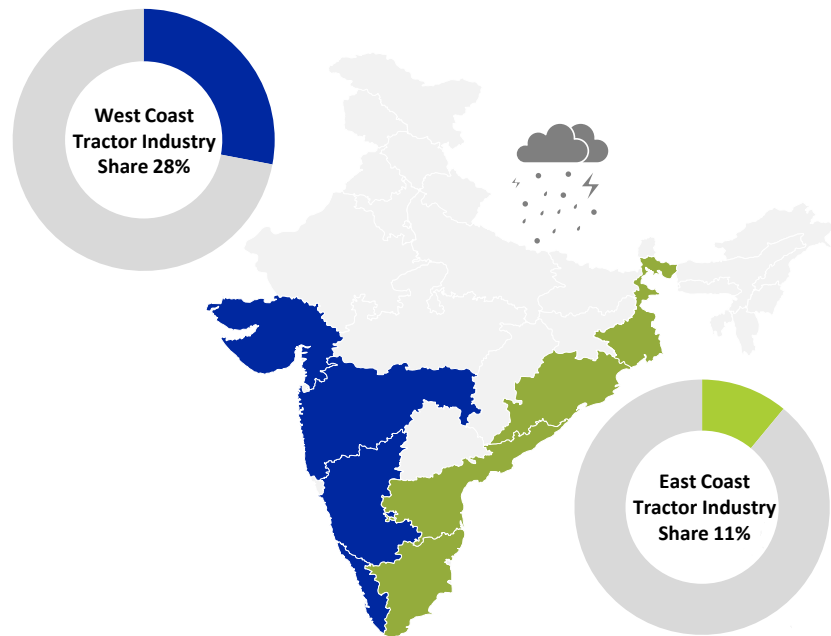 West Coast
Tractor Industry
Share 28%
East Coast
Tractor Industry
Share 11%